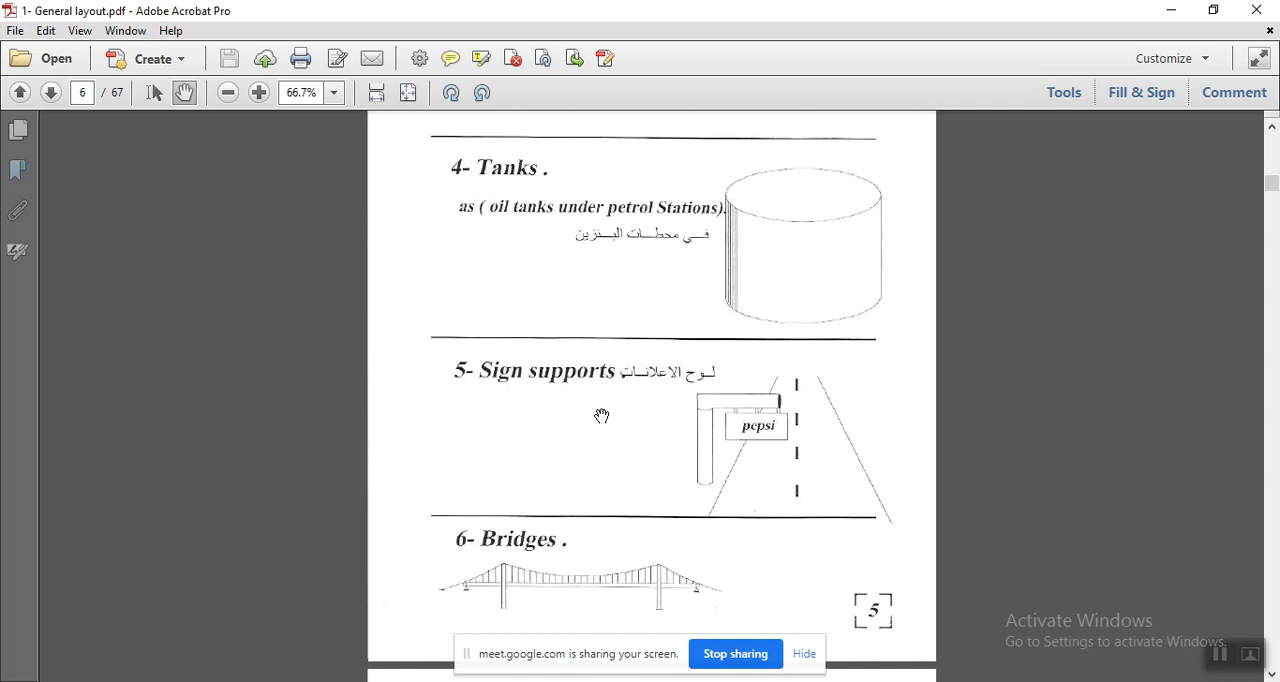 1- General layout.pdf - Adobe Acrobat Pro
File Edit View Window Help
Open Create Customize
6 / 67 66.7% Tools Fill & Sign Comment
4- Tanks .
as ( oil tanks under petrol Stations).
فـي محطـات البـنزين
5- Sign supports . لـوح الاعلانـات
pepsi
6- Bridges .
5
Activate Windows
Go to Settings to activate Windows.
meet.google.com is sharing your screen. Stop sharing Hide